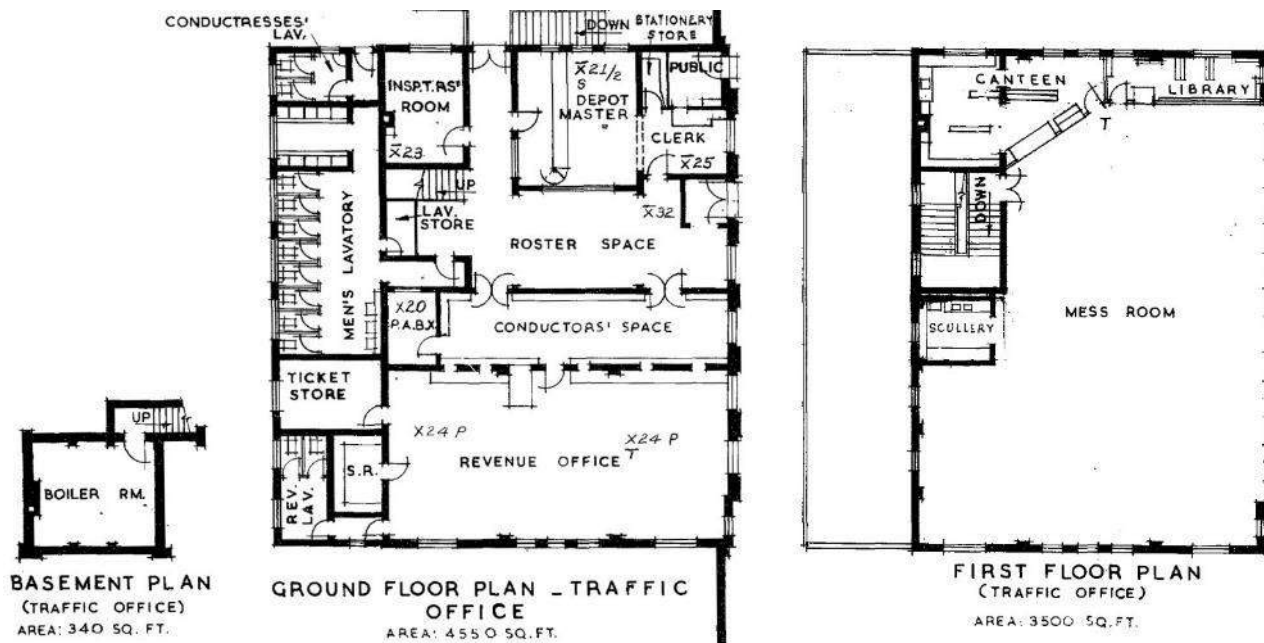 CONDUCTRESSES'
LAV.
INSP.T.RS'
ROOM
X23
DOWN
STATIONERY
STORE
X21/2
S
DEPOT
MASTER
PUBLIC
CLERK
X25
X32
UP
LAV.
STORE
MEN'S LAVATORY
ROSTER SPACE
X20
P.A.B.X.
CONDUCTORS' SPACE
TICKET
STORE
X24 P
X24 P
T
REVENUE OFFICE
S.R.
REV.
LAV.
GROUND FLOOR PLAN _ TRAFFIC
OFFICE
AREA: 4550 SQ. FT.
UP
BOILER RM.
BASEMENT PLAN
(TRAFFIC OFFICE)
AREA: 340 SQ. FT.
CANTEEN
LIBRARY
T
DOWN
MESS ROOM
SCULLERY
FIRST FLOOR PLAN
(TRAFFIC OFFICE)
AREA: 3500 SQ. FT.